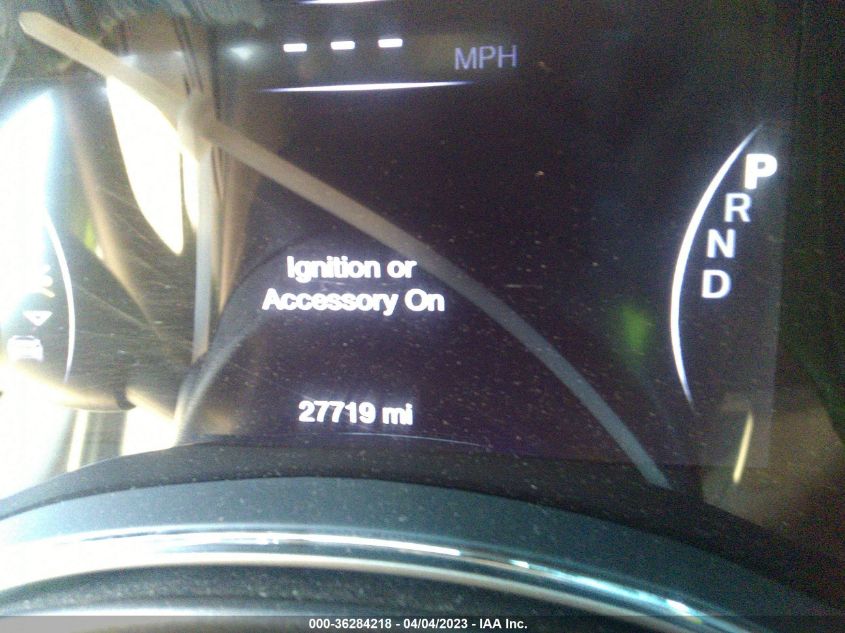 --- MPH
P
R
N
D
Ignition or
Accessory On
27719 mi
000-36284218 - 04/04/2023 - IAA Inc.